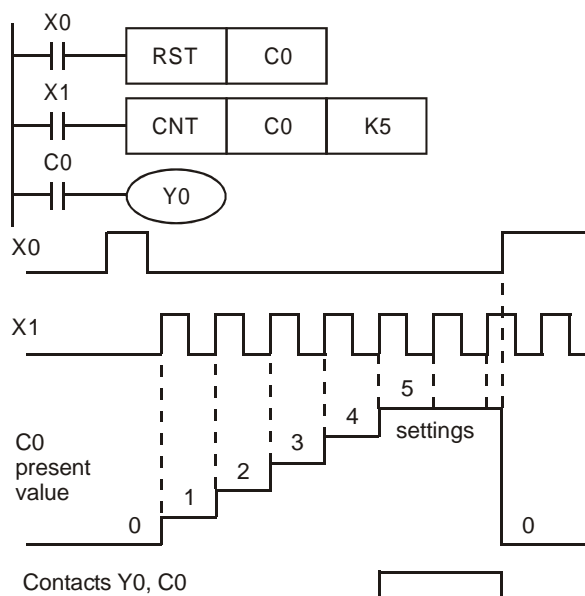 X0
RST C0
X1
CNT C0 K5
C0
Y0
X0
X1
5
4
settings
3
C0
present
value
2
1
0
0
Contacts Y0, C0